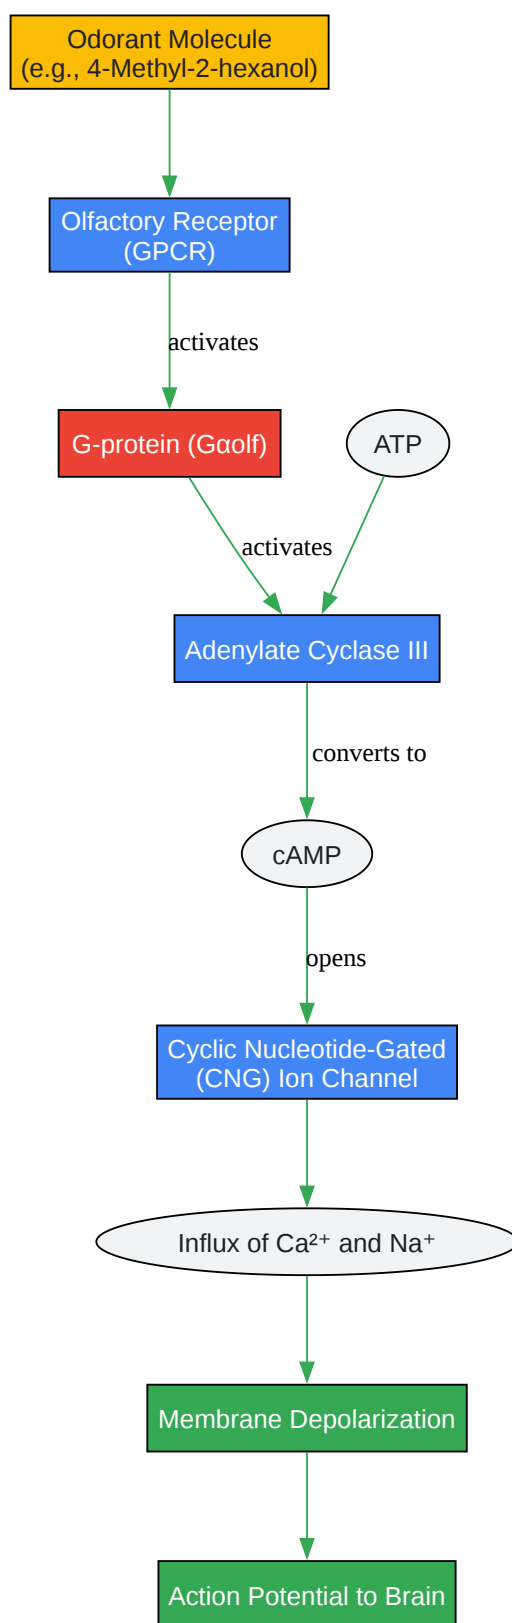 Odorant Molecule
(e.g., 4-Methyl-2-hexanol)
Olfactory Receptor
(GPCR)
activates
G-protein (Gαolf)
ATP
activates
Adenylate Cyclase III
converts to
cAMP
opens
Cyclic Nucleotide-Gated
(CNG) Ion Channel
Influx of Ca²⁺ and Na⁺
Membrane Depolarization
Action Potential to Brain